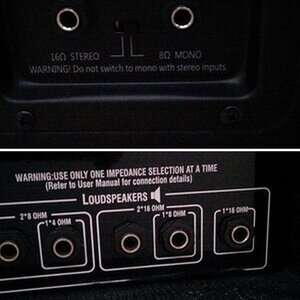 16Ω STEREO 8Ω MONO
WARNING! Do not switch to mono with stereo inputs.
WARNING:USE ONLY ONE IMPEDANCE SELECTION AT A TIME
(Refer to User Manual for connection details)
LOUDSPEAKERS
2*8 OHM 2*16 OHM
1*4 OHM 1*8 OHM 1*16 OHM